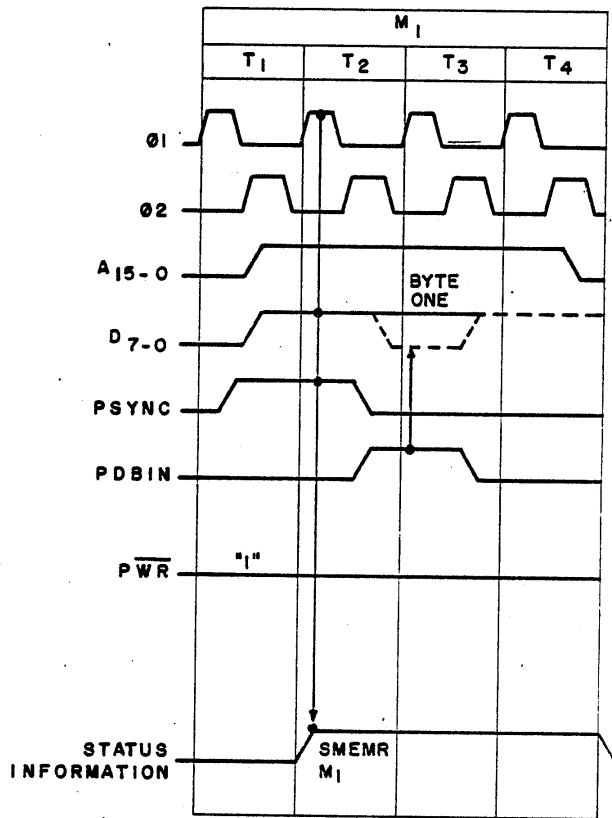 M1
T1 T2 T3 T4
Ø1
Ø2
A15-0
BYTE
ONE
D7-0
PSYNC
PDBIN
"1"
PW̅R̅
STATUS
INFORMATION
SMEMR
M1